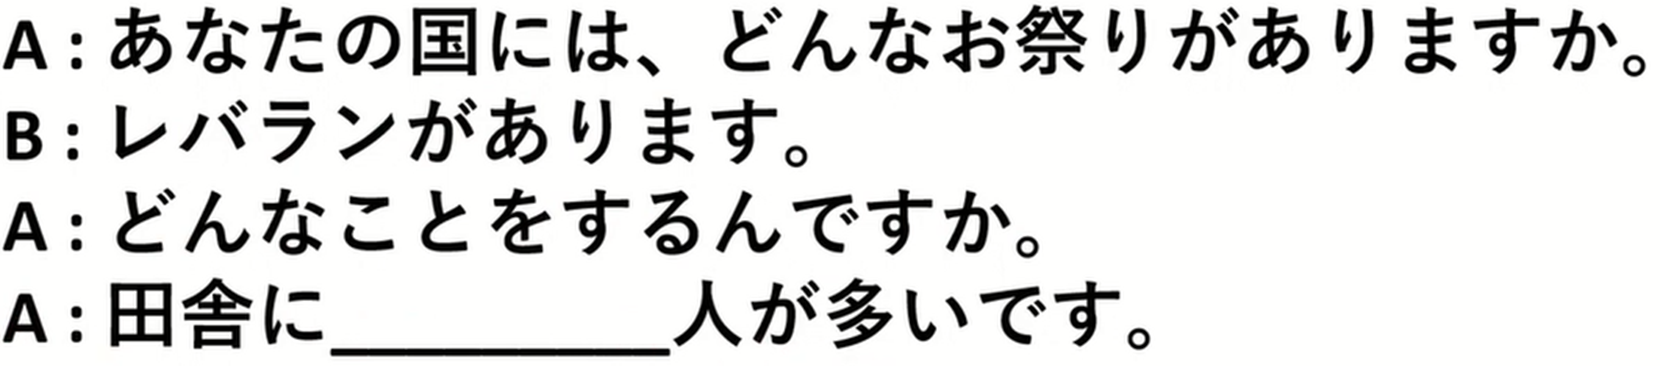 A：あなたの国には、どんなお祭りがありますか。
B：レバランがあります。
A：どんなことをするんですか。
A：田舎に＿＿＿＿＿人が多いです。